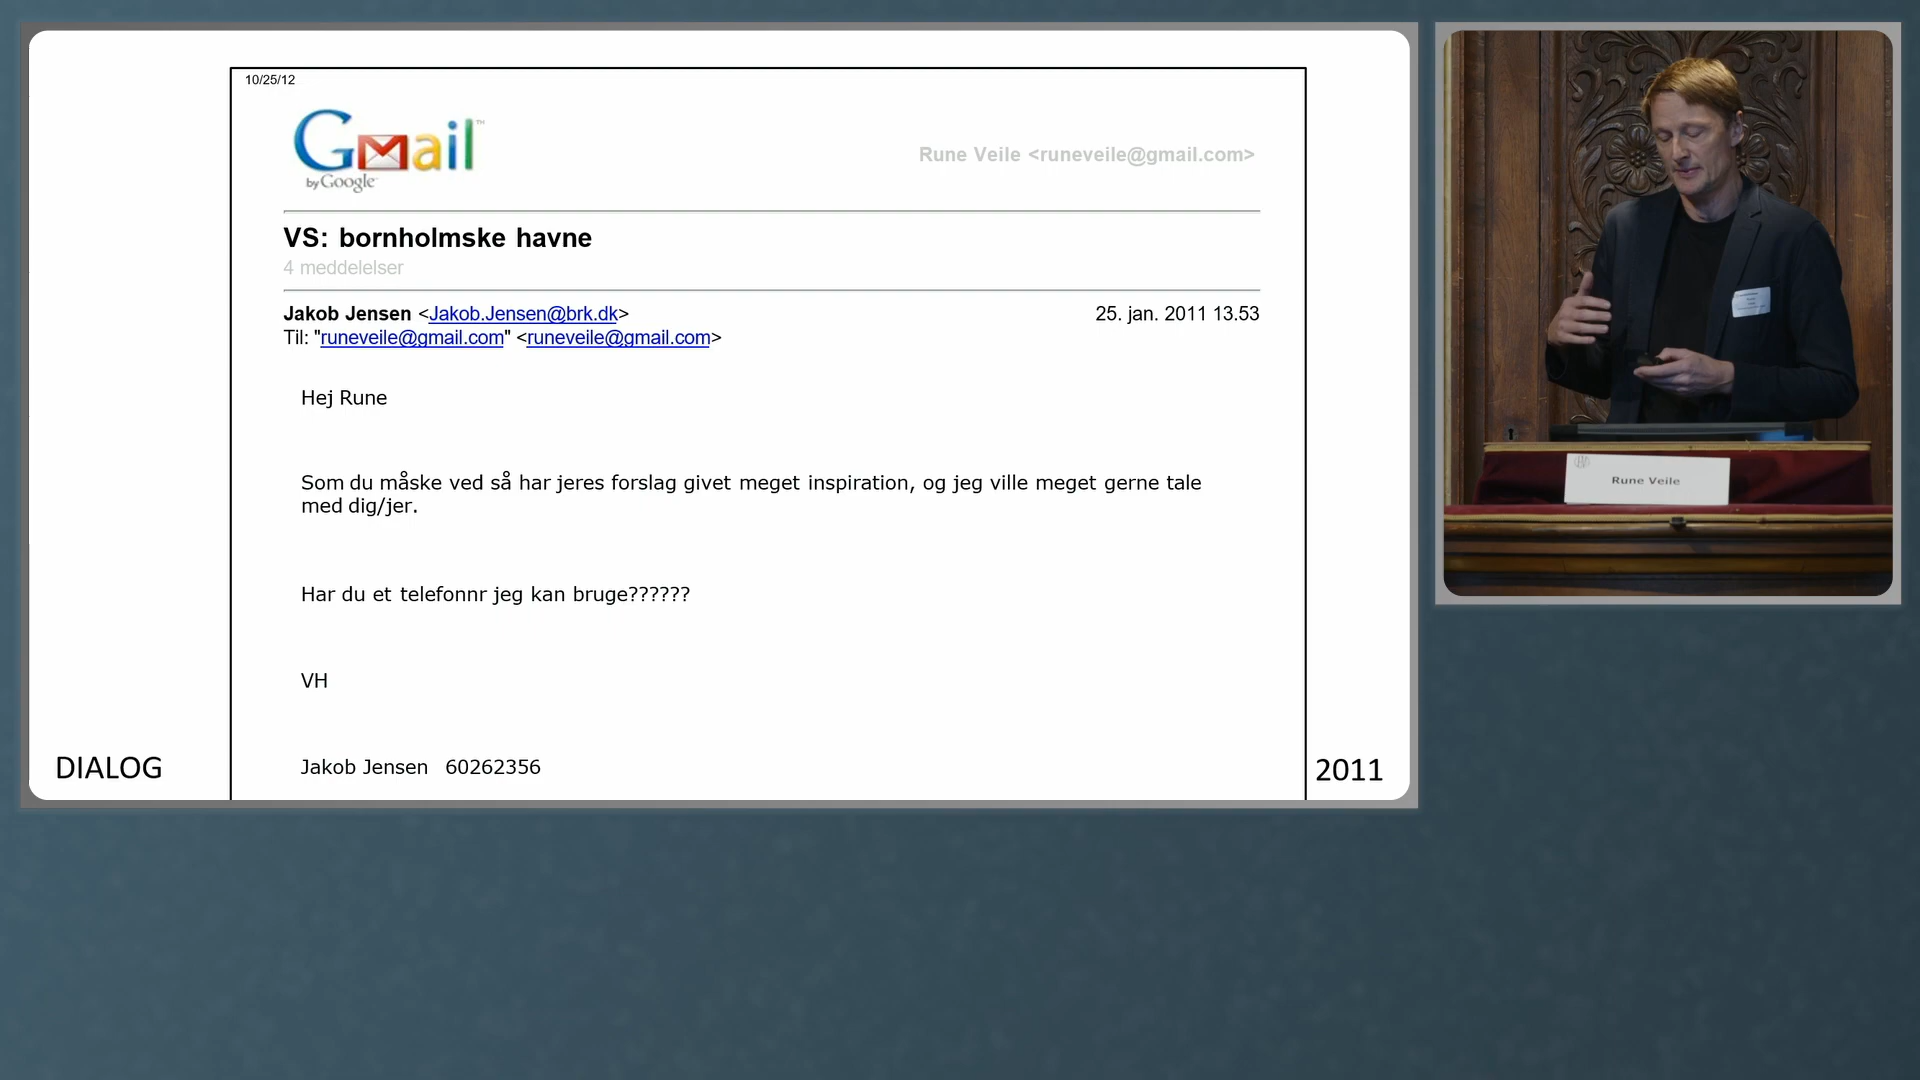 10/25/12
Gmail™
by Google™
Rune Veile <runeveile@gmail.com>
VS: bornholmske havne
4 meddelelser
Jakob Jensen <Jakob.Jensen@brk.dk>
25. jan. 2011 13.53
Til: "runeveile@gmail.com" <runeveile@gmail.com>
Hej Rune
Som du måske ved så har jeres forslag givet meget inspiration, og jeg ville meget gerne tale
med dig/jer.
Har du et telefonnr jeg kan bruge??????
VH
Jakob Jensen 60262356
DIALOG
2011
Rune Veile